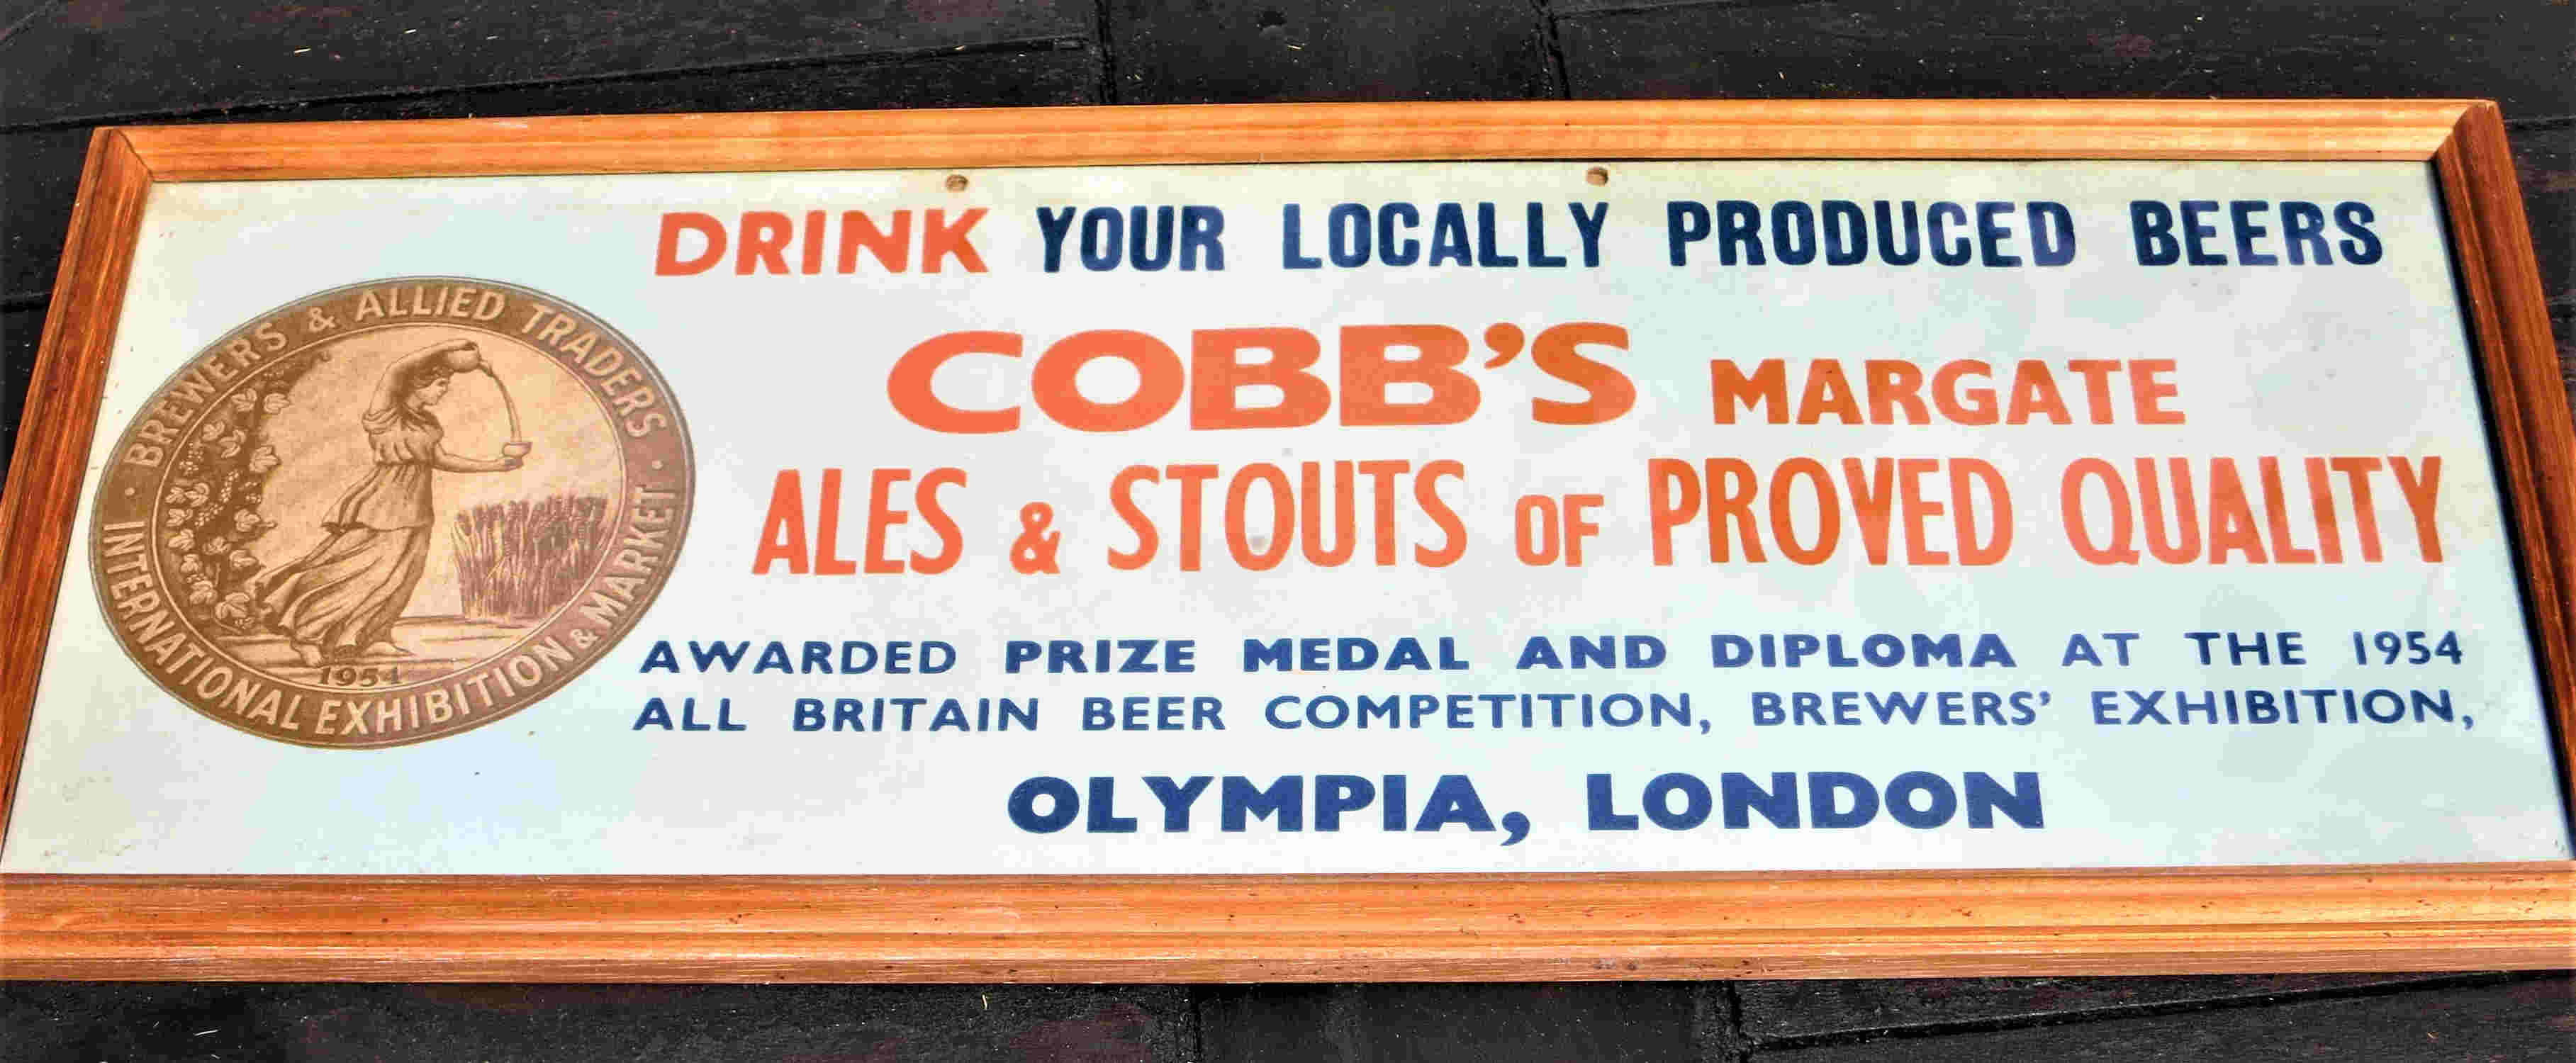 BREWERS & ALLIED TRADERS
INTERNATIONAL EXHIBITION & MARKET
1954
DRINK YOUR LOCALLY PRODUCED BEERS
COBB'S MARGATE
ALES & STOUTS OF PROVED QUALITY
AWARDED PRIZE MEDAL AND DIPLOMA AT THE 1954
ALL BRITAIN BEER COMPETITION, BREWERS' EXHIBITION,
OLYMPIA, LONDON